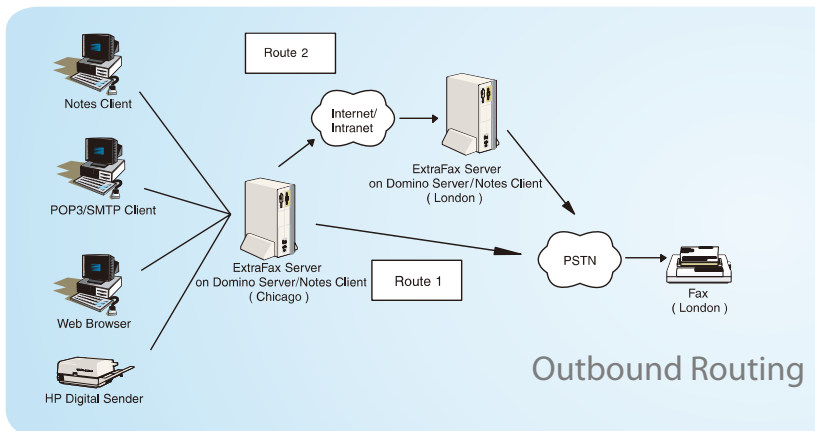 Route 2
Notes Client
Internet/
Intranet
ExtraFax Server
on Domino Server/Notes Client
( London )
POP3/SMTP Client
ExtraFax Server
on Domino Server/Notes Client
( Chicago )
Route 1
PSTN
Fax
( London )
Web Browser
HP Digital Sender
Outbound Routing